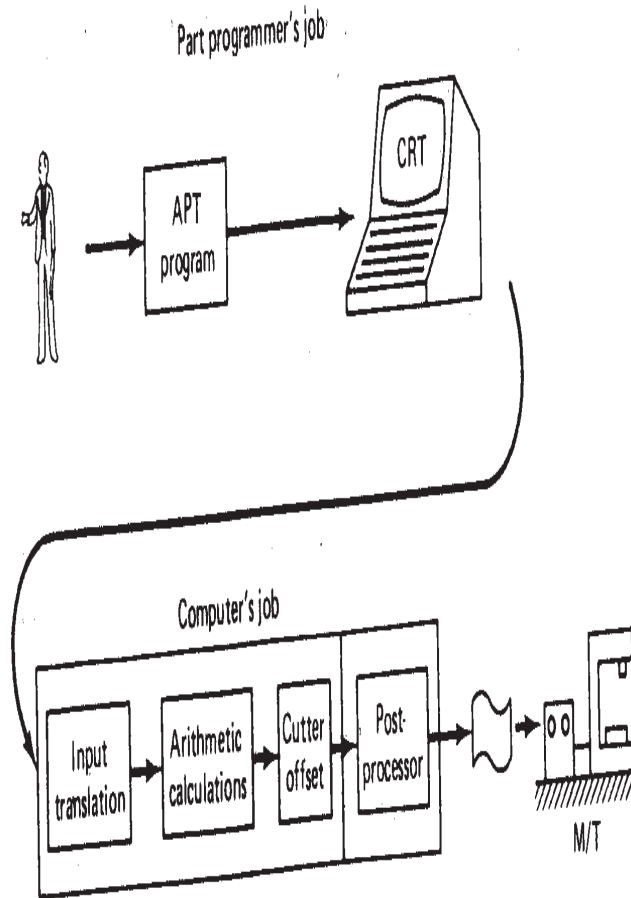 Part programmer's job
APT
program
CRT
Computer's job
Input
translation
Arithmetic
calculations
Cutter
offset
Post-
processor
M/T